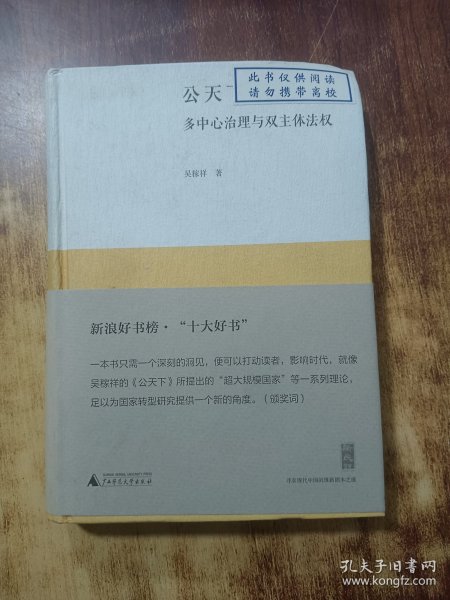 此书仅供阅读
请勿携带离校
公天
多中心治理与双主体法权
吴稼祥 著
新浪好书榜·“十大好书”
一本书只需一个深刻的洞见，便可以打动读者，影响时代，就像
吴稼祥的《公天下》所提出的“超大规模国家”等一系列理论，
足以为国家转型研究提供一个新的角度。（颁奖词）
广西师范大学出版社
孔夫子旧书网
www.kongfz.com